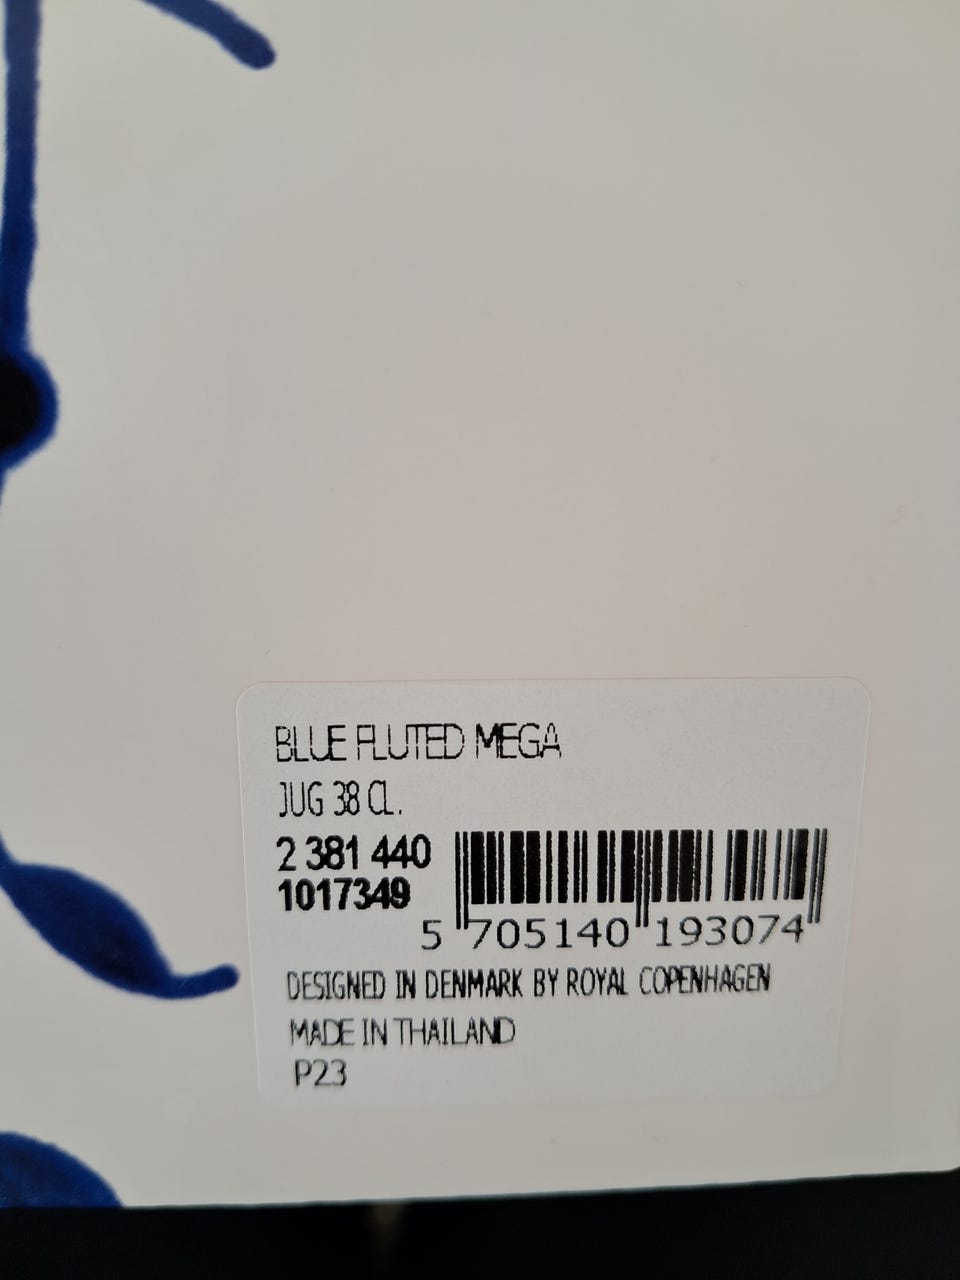 BLUE FLUTED MEGA
JUG 38 CL.
2 381 440
1017349
5 705140 193074
DESIGNED IN DENMARK BY ROYAL COPENHAGEN
MADE IN THAILAND
P23